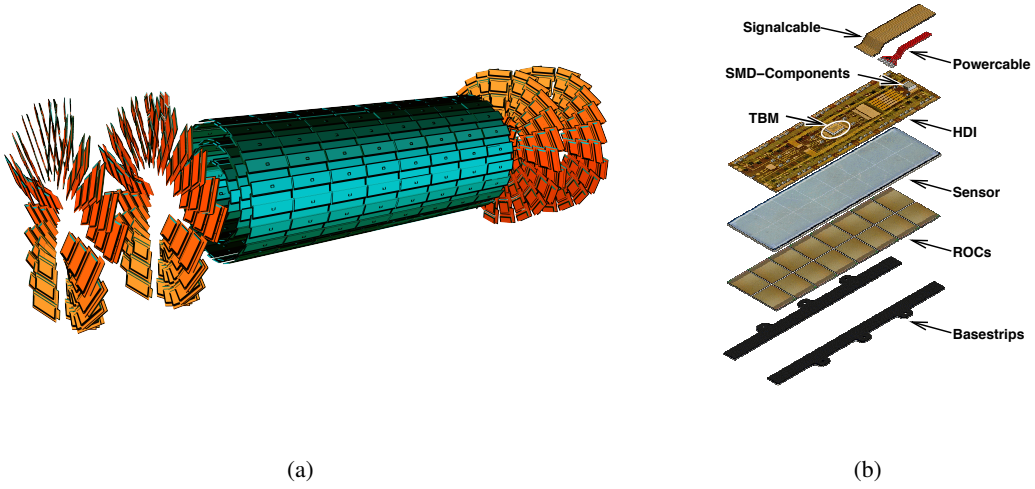 Signalcable
Powercable
SMD−Components
TBM
HDI
Sensor
ROCs
Basestrips
(a)
(b)